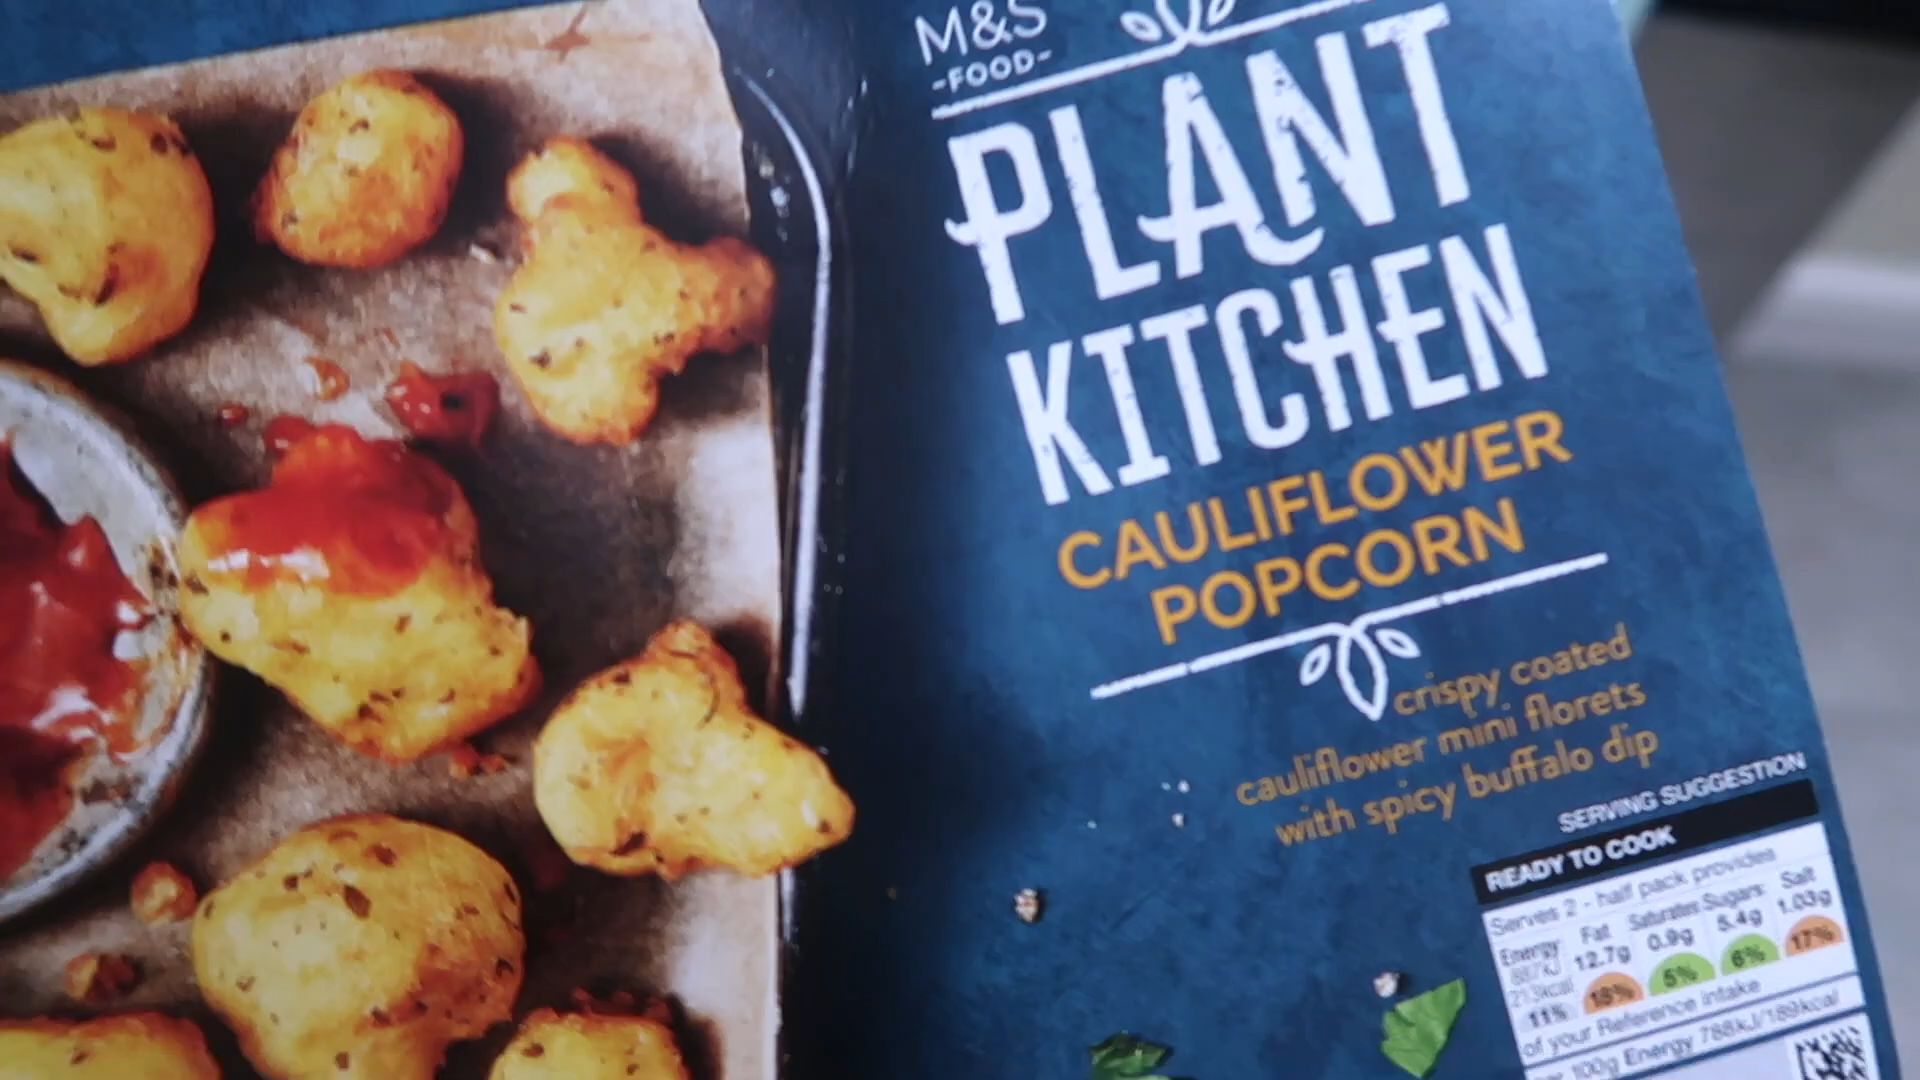 M&S
-FOOD-
PLANT
KITCHEN
CAULIFLOWER
POPCORN
crispy coated
cauliflower mini florets
with spicy buffalo dip
SERVING SUGGESTION
READY TO COOK
Serves 2 - half pack provides
Energy Fat Saturates Sugars Salt
887kJ 12.7g 0.9g 5.4g 1.03g
213kcal
11% 18% 5% 6% 17%
of your Reference Intake
100g Energy 788kJ/189kcal